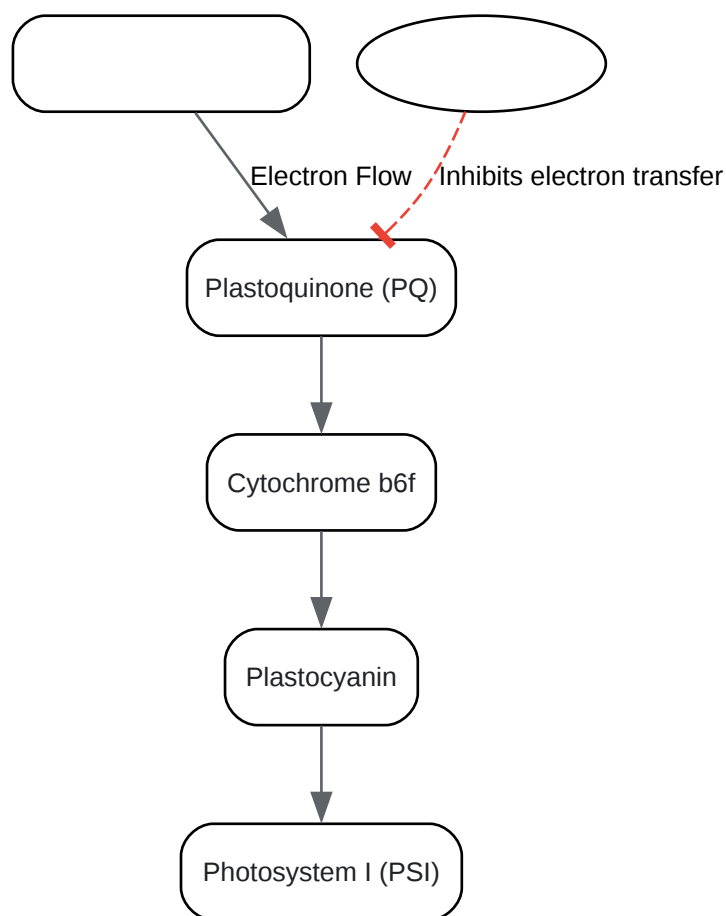 Electron Flow
Inhibits electron transfer
Plastoquinone (PQ)
Cytochrome b6f
Plastocyanin
Photosystem I (PSI)